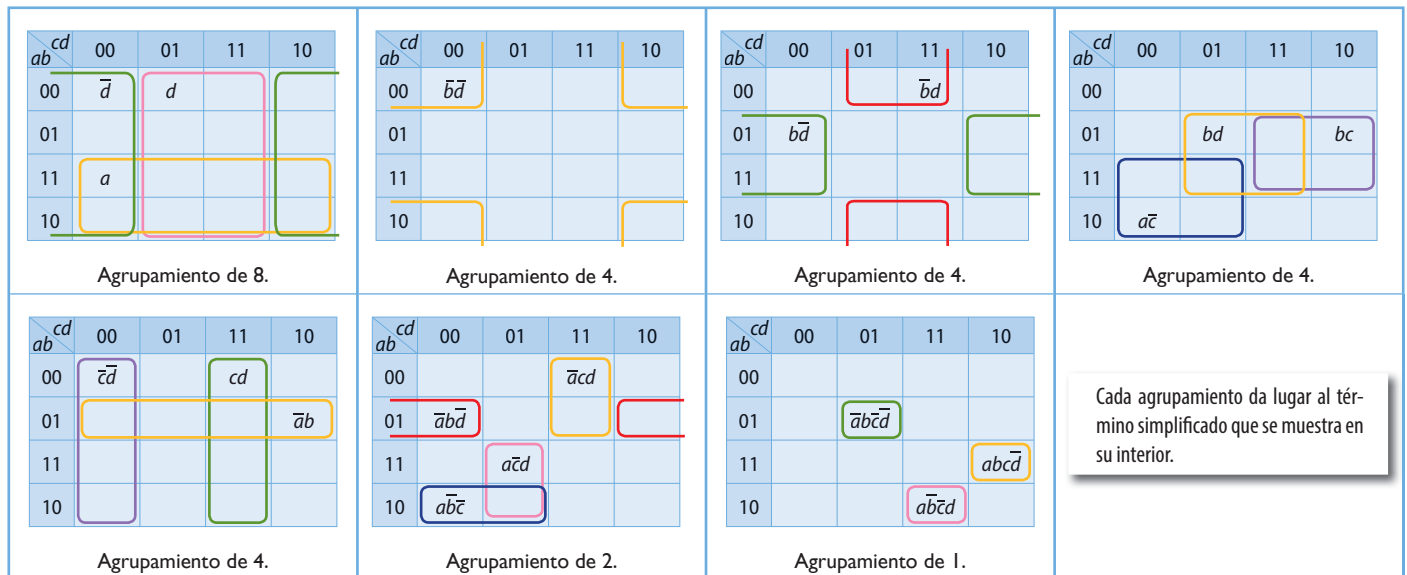 cd
ab 00 01 11 10
00 d̅ d
01
11 a
10
Agrupamiento de 8.
cd
ab 00 01 11 10
00 b̅d̅
01
11
10
Agrupamiento de 4.
cd
ab 00 01 11 10
00 b̅d
01 bd̅
11
10
Agrupamiento de 4.
cd
ab 00 01 11 10
00
01 bd bc
11
10 ac̅
Agrupamiento de 4.
cd
ab 00 01 11 10
00 c̅d̅ cd
01 a̅b
11
10
Agrupamiento de 4.
cd
ab 00 01 11 10
00 a̅cd
01 a̅bd̅
11 ac̅d
10 ab̅c̅
Agrupamiento de 2.
cd
ab 00 01 11 10
00
01 a̅bc̅d̅
11 abcd̅
10 ab̅c̅d
Agrupamiento de 1.
Cada agrupamiento da lugar al tér-
mino simplificado que se muestra en
su interior.